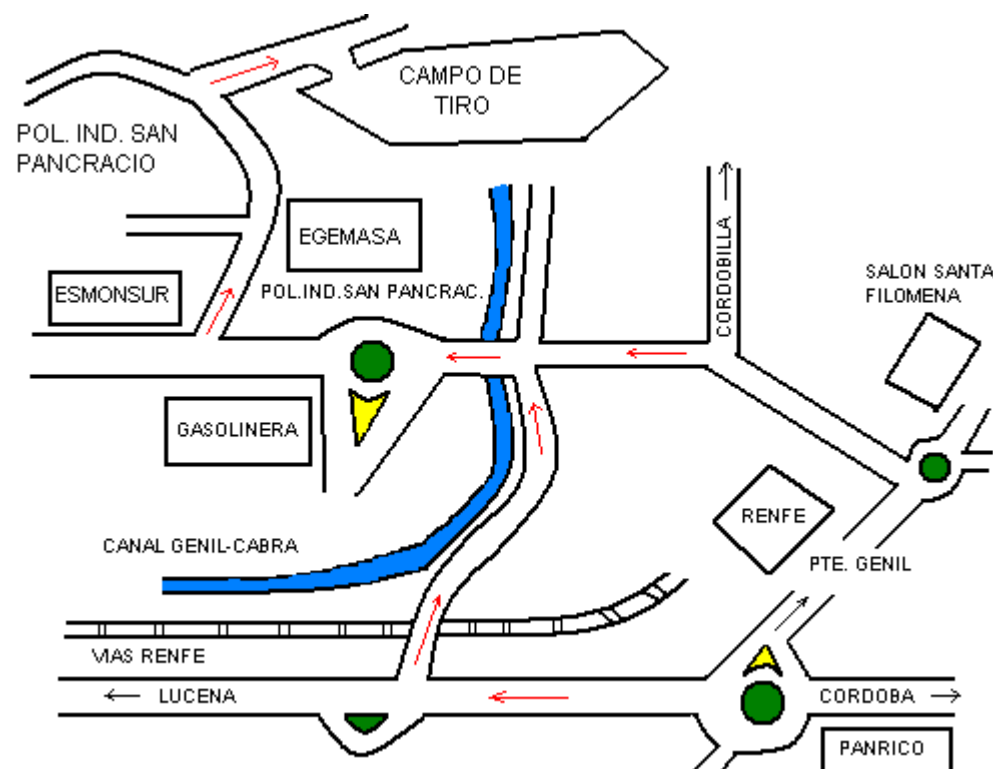 CAMPO DE
TIRO
POL. IND. SAN
PANCRACIO
EGEMASA
ESMONSUR
POL.IND.SAN PANCRAC.
CORDOBILLA
SALON SANTA
FILOMENA
GASOLINERA
RENFE
CANAL GENIL-CABRA
PTE. GENIL
VIAS RENFE
LUCENA
CORDOBA
PANRICO